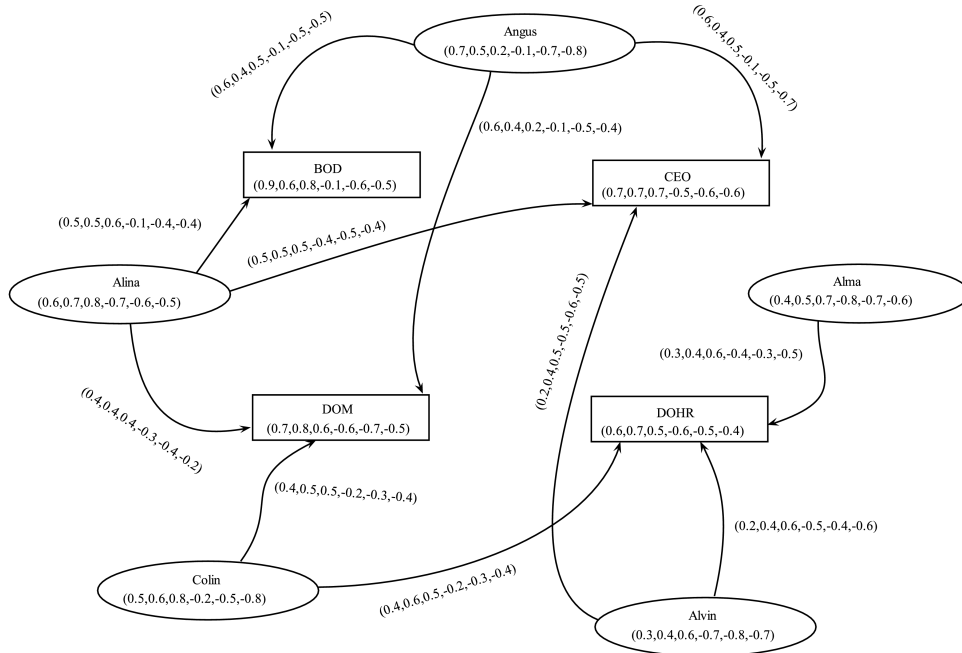 Angus
(0.7,0.5,0.2,-0.1,-0.7,-0.8)
(0.6,0.4,0.5,-0.1,-0.5,-0.5)
(0.6,0.4,0.5,-0.1,-0.5,-0.7)
(0.6,0.4,0.2,-0.1,-0.5,-0.4)
BOD
(0.9,0.6,0.8,-0.1,-0.6,-0.5)
CEO
(0.7,0.7,0.7,-0.5,-0.6,-0.6)
(0.5,0.5,0.6,-0.1,-0.4,-0.4)
(0.5,0.5,0.5,-0.4,-0.5,-0.4)
Alina
(0.6,0.7,0.8,-0.7,-0.6,-0.5)
Alma
(0.4,0.5,0.7,-0.8,-0.7,-0.6)
(0.2,0.4,0.5,-0.5,-0.6,-0.5)
(0.3,0.4,0.6,-0.4,-0.3,-0.5)
(0.4,0.4,0.4,-0.3,-0.4,-0.2)
DOM
(0.7,0.8,0.6,-0.6,-0.7,-0.5)
DOHR
(0.6,0.7,0.5,-0.6,-0.5,-0.4)
(0.4,0.5,0.5,-0.2,-0.3,-0.4)
(0.2,0.4,0.6,-0.5,-0.4,-0.6)
Colin
(0.5,0.6,0.8,-0.2,-0.5,-0.8)
(0.4,0.6,0.5,-0.2,-0.3,-0.4)
Alvin
(0.3,0.4,0.6,-0.7,-0.8,-0.7)